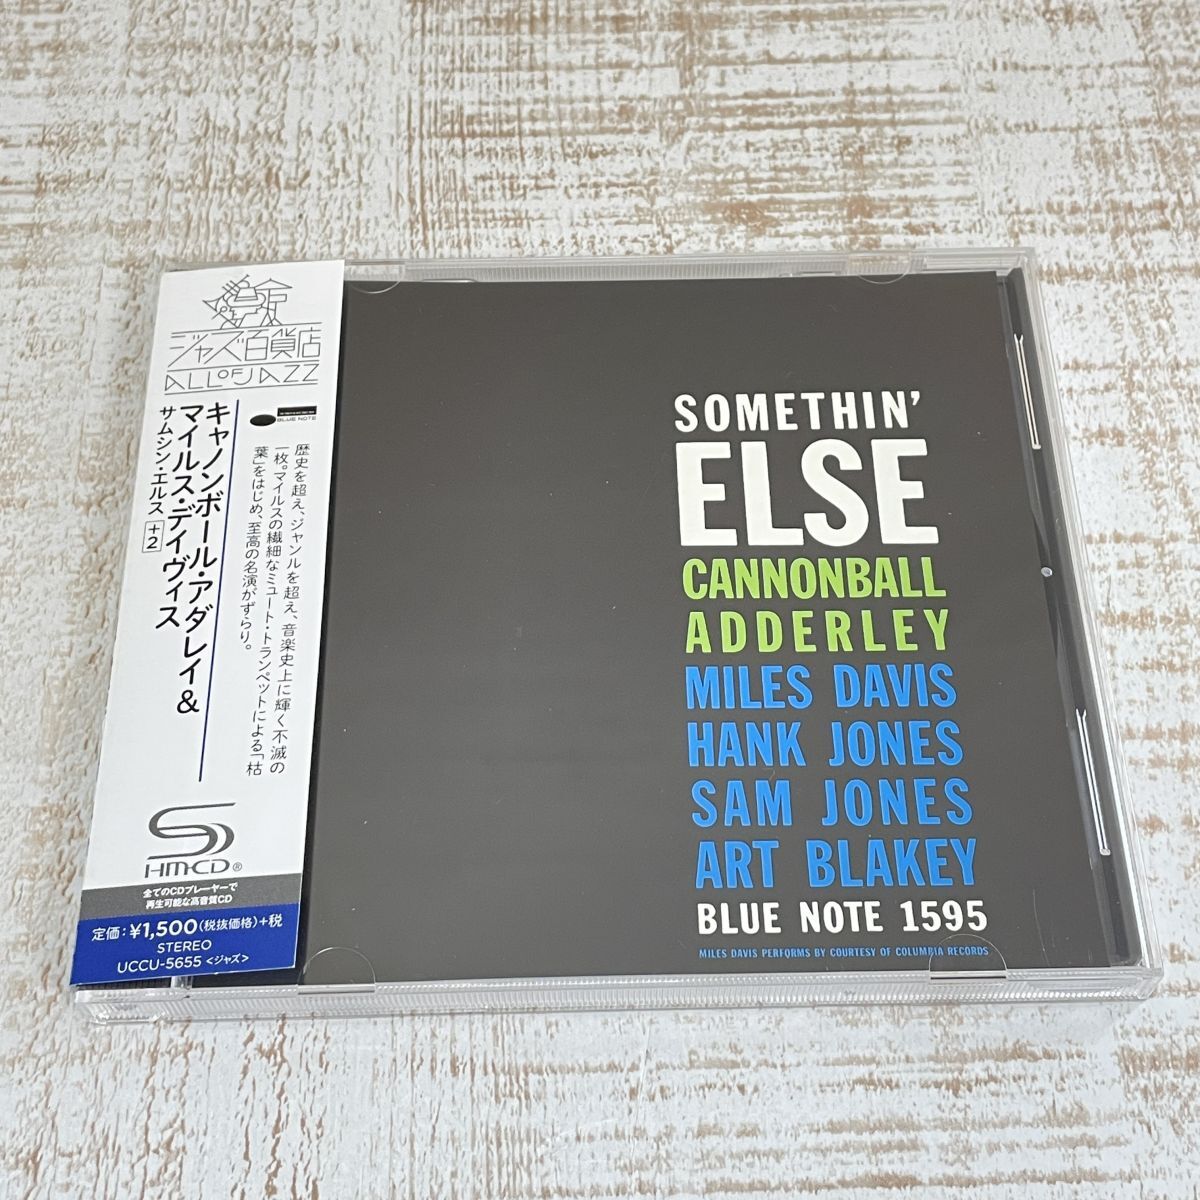 ジャズ百貨店
ALL OF JAZZ
BLUE NOTE
キャノンボール・アダレイ&
マイルス・デイヴィス
サムシン・エルス +2
歴史を超え、ジャンルを超え、音楽史上に輝く不滅の
一枚。マイルスの繊細なミュート・トランペットによる「枯
葉」をはじめ、至高の名演がずらり。
SHM-CD®
全てのCDプレーヤーで
再生可能な高音質CD
定価:¥1,500(税抜価格)+税
STEREO
UCCU-5655 <ジャズ>
SOMETHIN'
ELSE
CANNONBALL
ADDERLEY
MILES DAVIS
HANK JONES
SAM JONES
ART BLAKEY
BLUE NOTE 1595
MILES DAVIS PERFORMS BY COURTESY OF COLUMBIA RECORDS